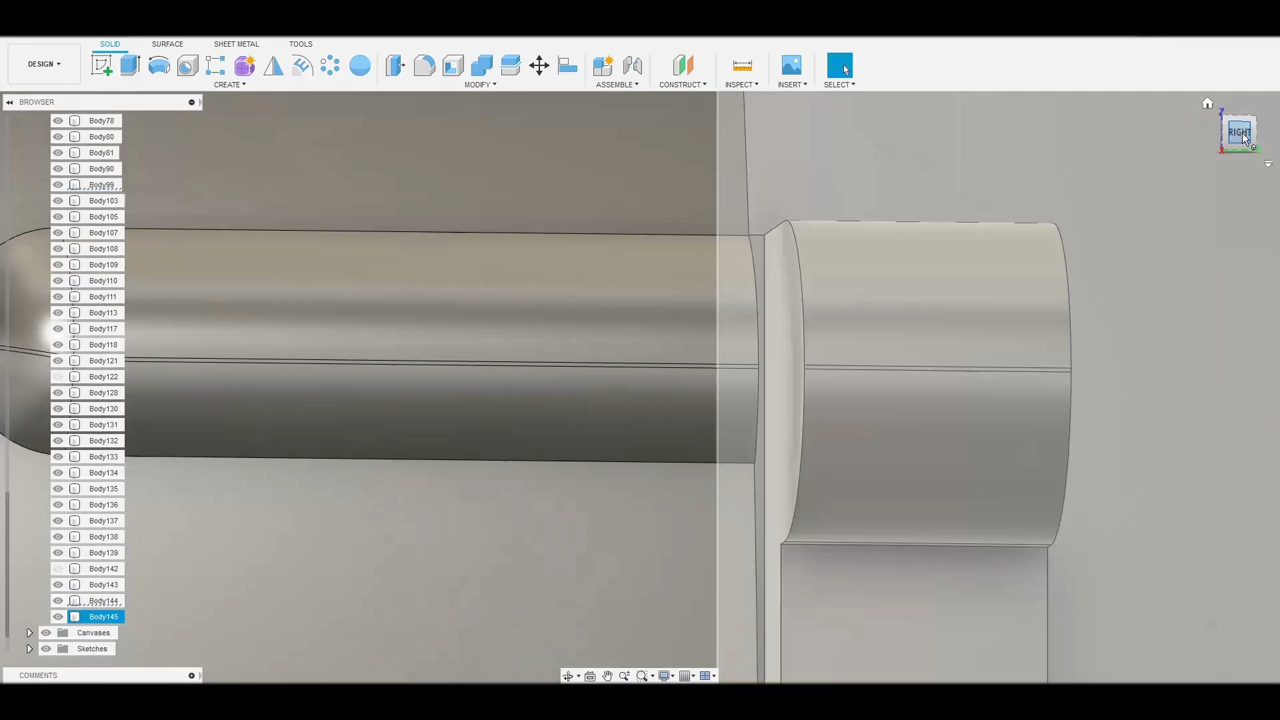 SOLID SURFACE SHEET METAL TOOLS
DESIGN
CREATE MODIFY ASSEMBLE CONSTRUCT INSPECT INSERT SELECT
BROWSER
Body78
Body80
Body81
Body90
Body99
Body103
Body105
Body107
Body108
Body109
Body110
Body111
Body113
Body117
Body118
Body121
Body122
Body128
Body130
Body131
Body132
Body133
Body134
Body135
Body136
Body137
Body138
Body139
Body142
Body143
Body144
Body145
Canvases
Sketches
COMMENTS
Z
RIGHT
X